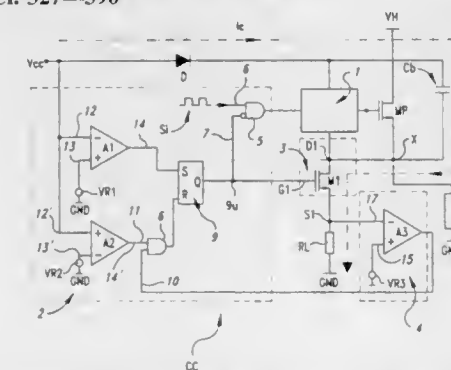 Ic
VH
Vcc
D
Cb
6
1
12
14
Si
5
MP
A1
7
13
3
D1
X
VR1
S
Q
G1
M1
GND
R
9u
S1
17
12'
9
11
6
A2
A3
13'
14'
RL
VR2
10
15
GND
GND
VR3
2
4
CC